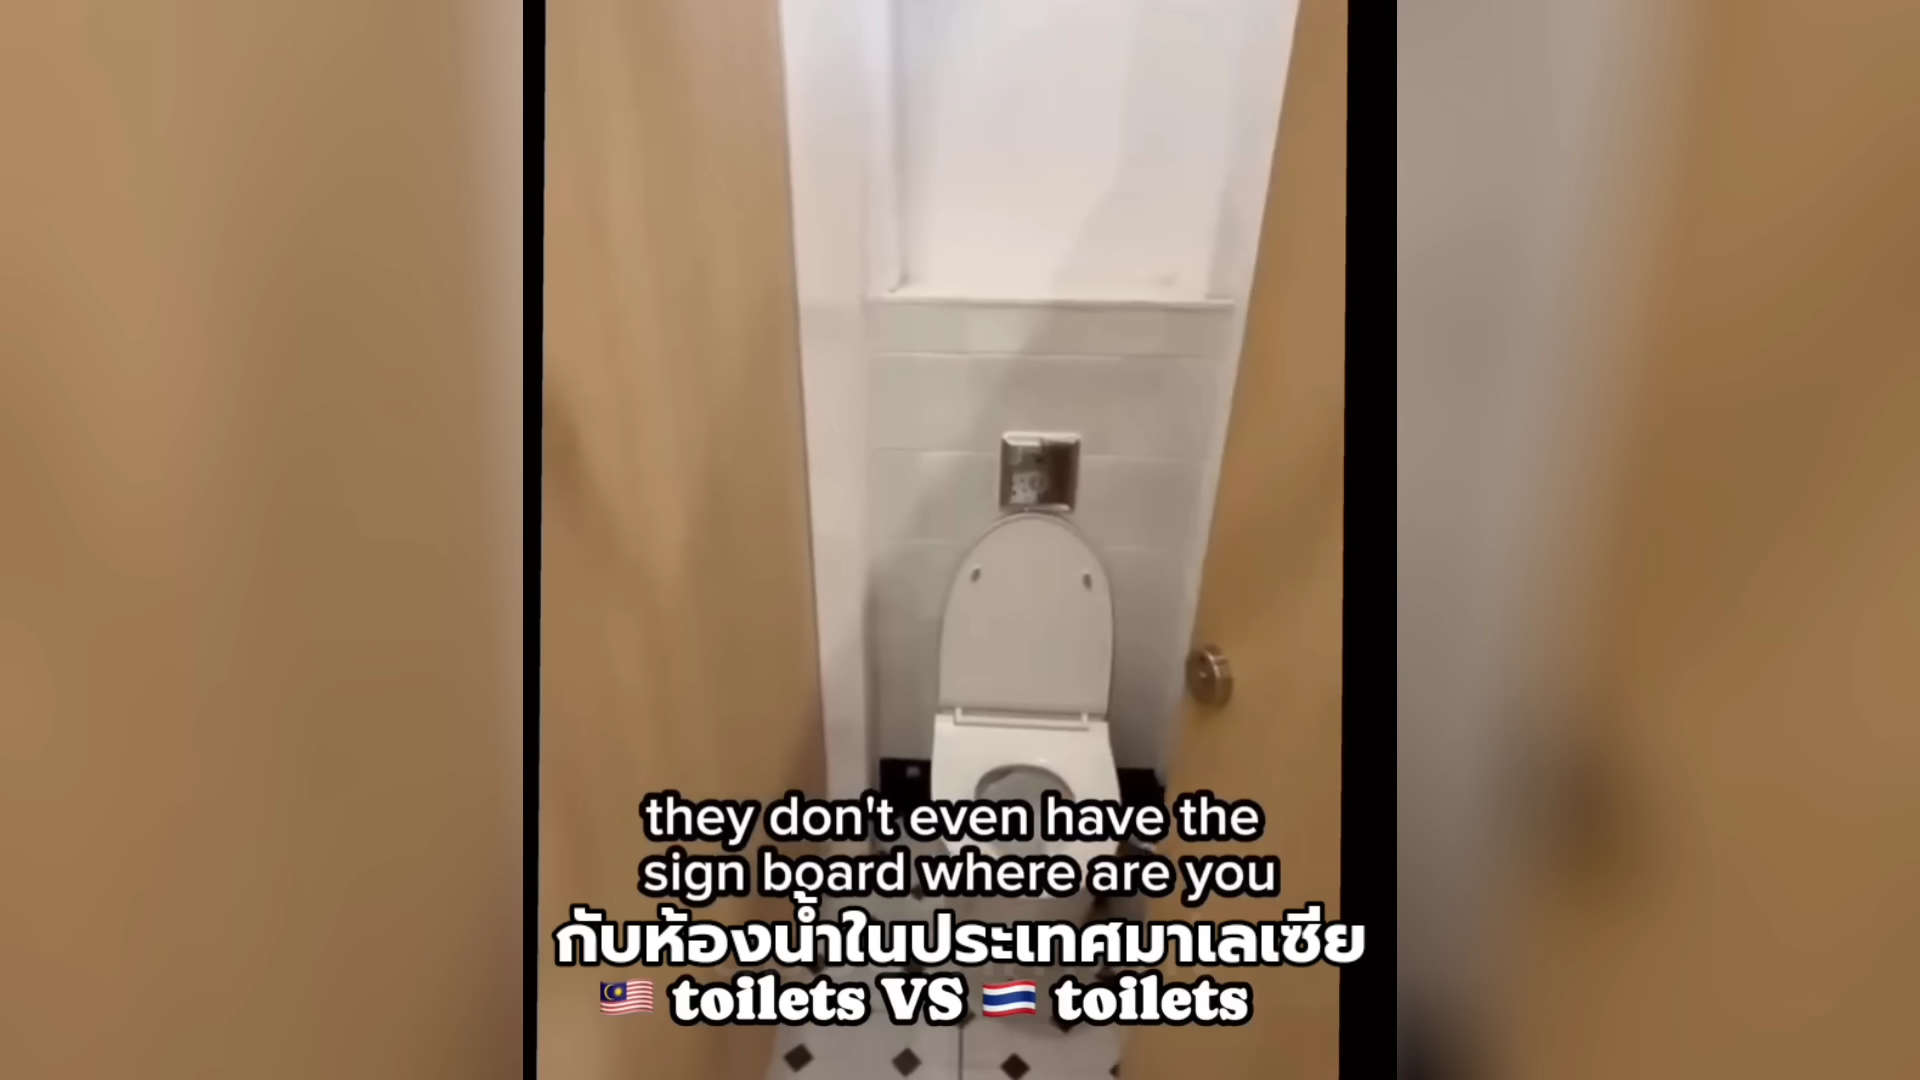 they don't even have the
sign board where are you
กับห้องน้ำในประเทศมาเลเซีย
🇲🇾 toilets VS 🇹🇭 toilets